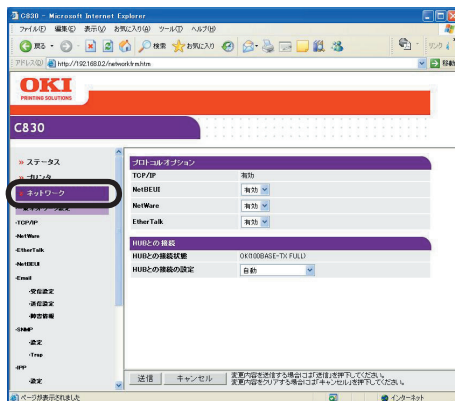 C830 - Microsoft Internet Explorer
ファイル(F) 編集(E) 表示(V) お気に入り(A) ツール(T) ヘルプ(H)
戻る 検索 お気に入り
アドレス(D) http://192.168.0.2/networkfrm.htm 移動
OKI
PRINTING SOLUTIONS
C830
» ステータス
» プリンタ
» ネットワーク
-TCP/IP
-NetWare
-EtherTalk
-NetBEUI
-Email
-受信設定
-送信設定
-障害情報
-SNMP
-設定
-Trap
-IPP
-設定
プロトコルオプション
TCP/IP 有効
NetBEUI 有効
NetWare 有効
EtherTalk 有効
HUBとの接続
HUBとの接続状態 OK(100BASE-TX FULL)
HUBとの接続の設定 自動
送信 キャンセル
変更内容を送信する場合には「送信」を押下してください。
変更内容をクリアする場合には「キャンセル」を押下してください。
ページが表示されました インターネット